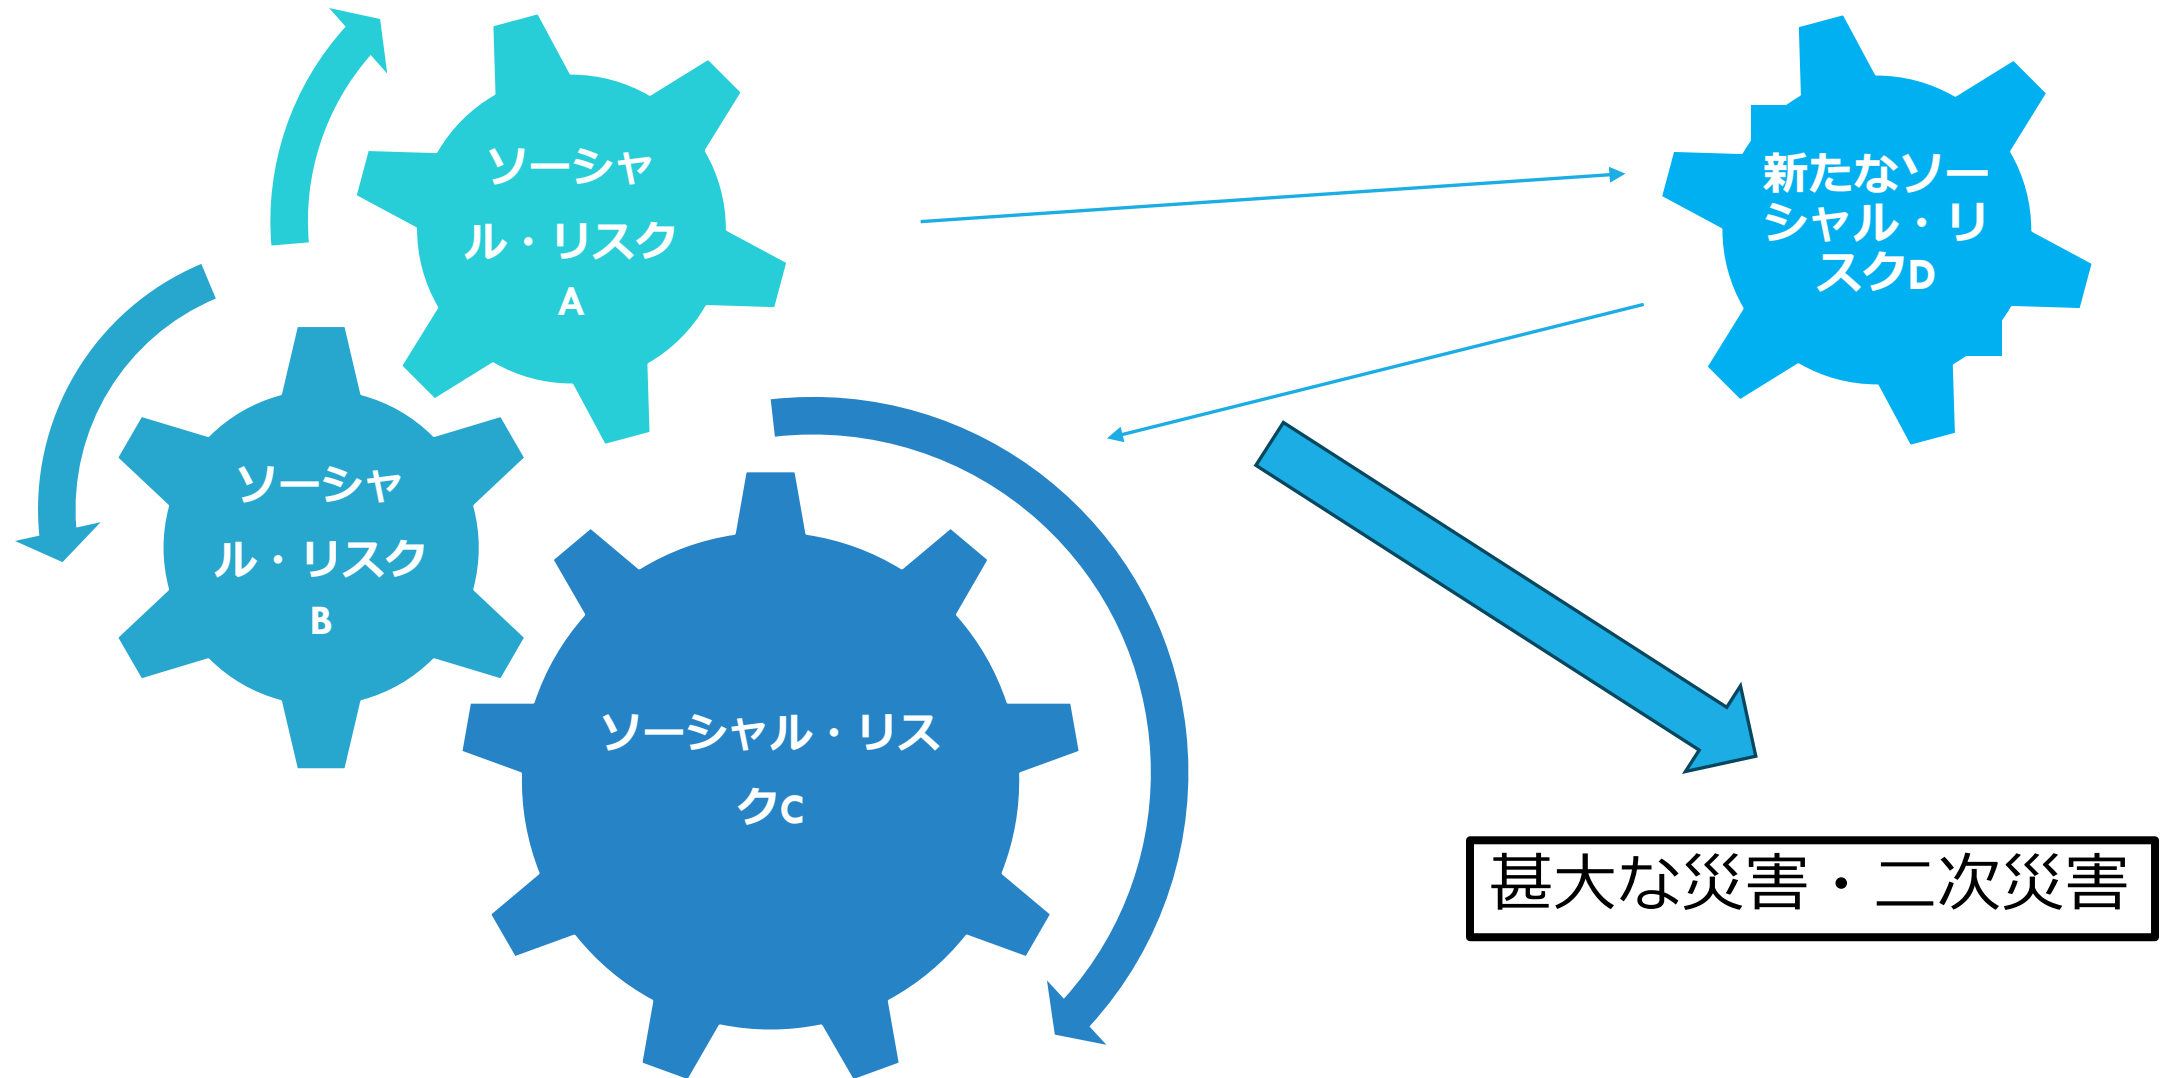 ソーシャ
ル・リスク
A
新たなソー
シャル・リ
スクD
ソーシャ
ル・リスク
B
ソーシャル・リス
クC
甚大な災害・二次災害